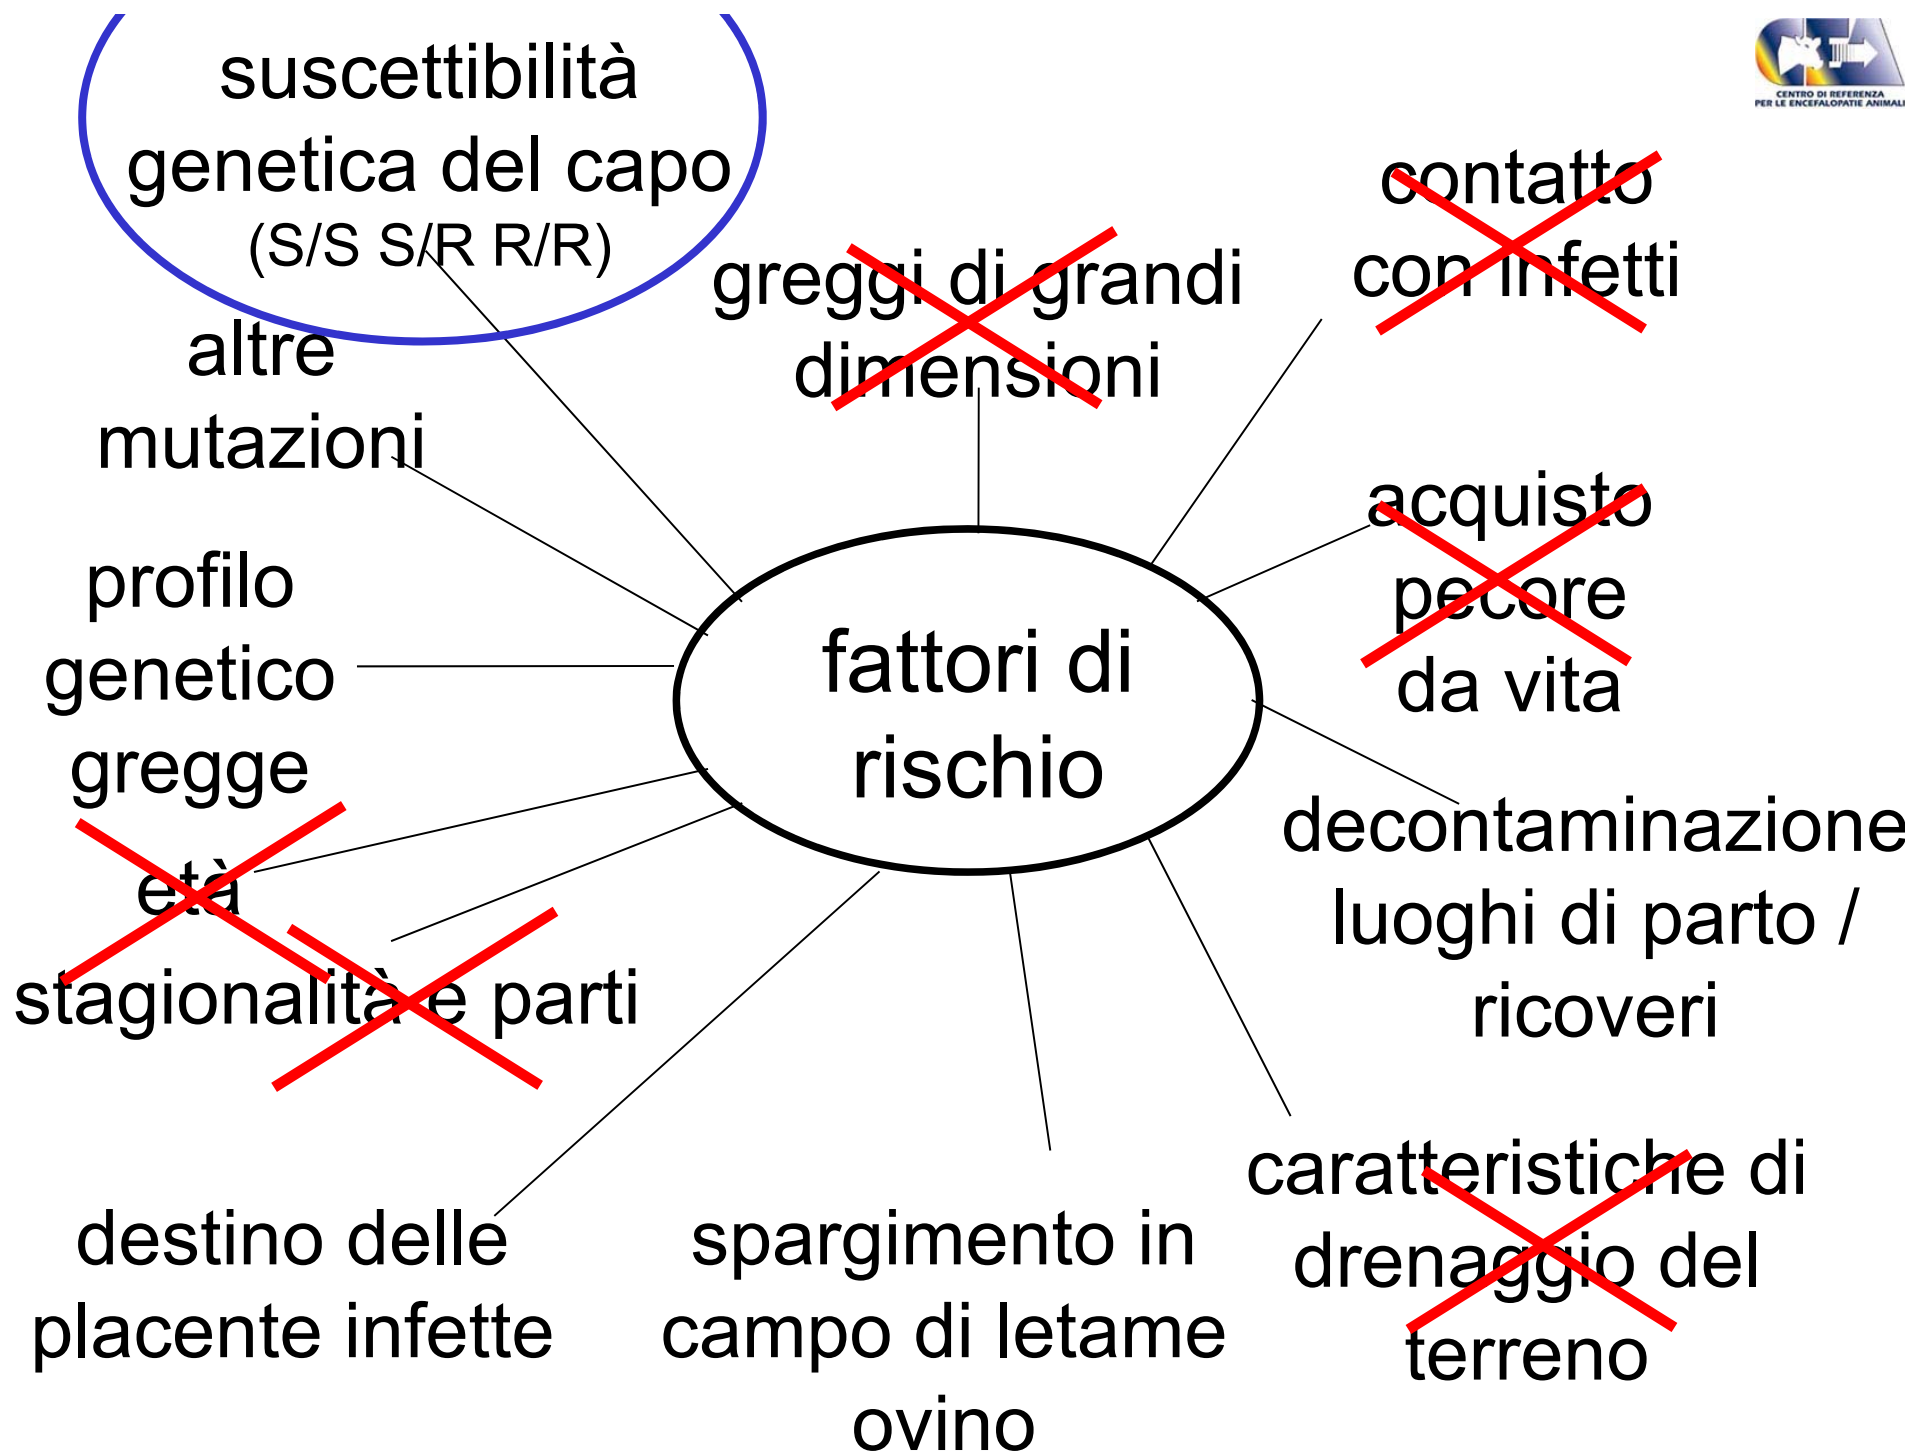 suscettibilità
genetica del capo
(S/S S/R R/R)
CENTRO DI REFERENZA
PER LE ENCEFALOPATIE ANIMALI
contatto
con infetti
greggi di grandi
dimensioni
altre
mutazioni
acquisto
pecore
da vita
profilo
genetico
gregge
fattori di
rischio
età
stagionalità e parti
decontaminazione
luoghi di parto /
ricoveri
destino delle
placente infette
spargimento in
campo di letame
ovino
caratteristiche di
drenaggio del
terreno